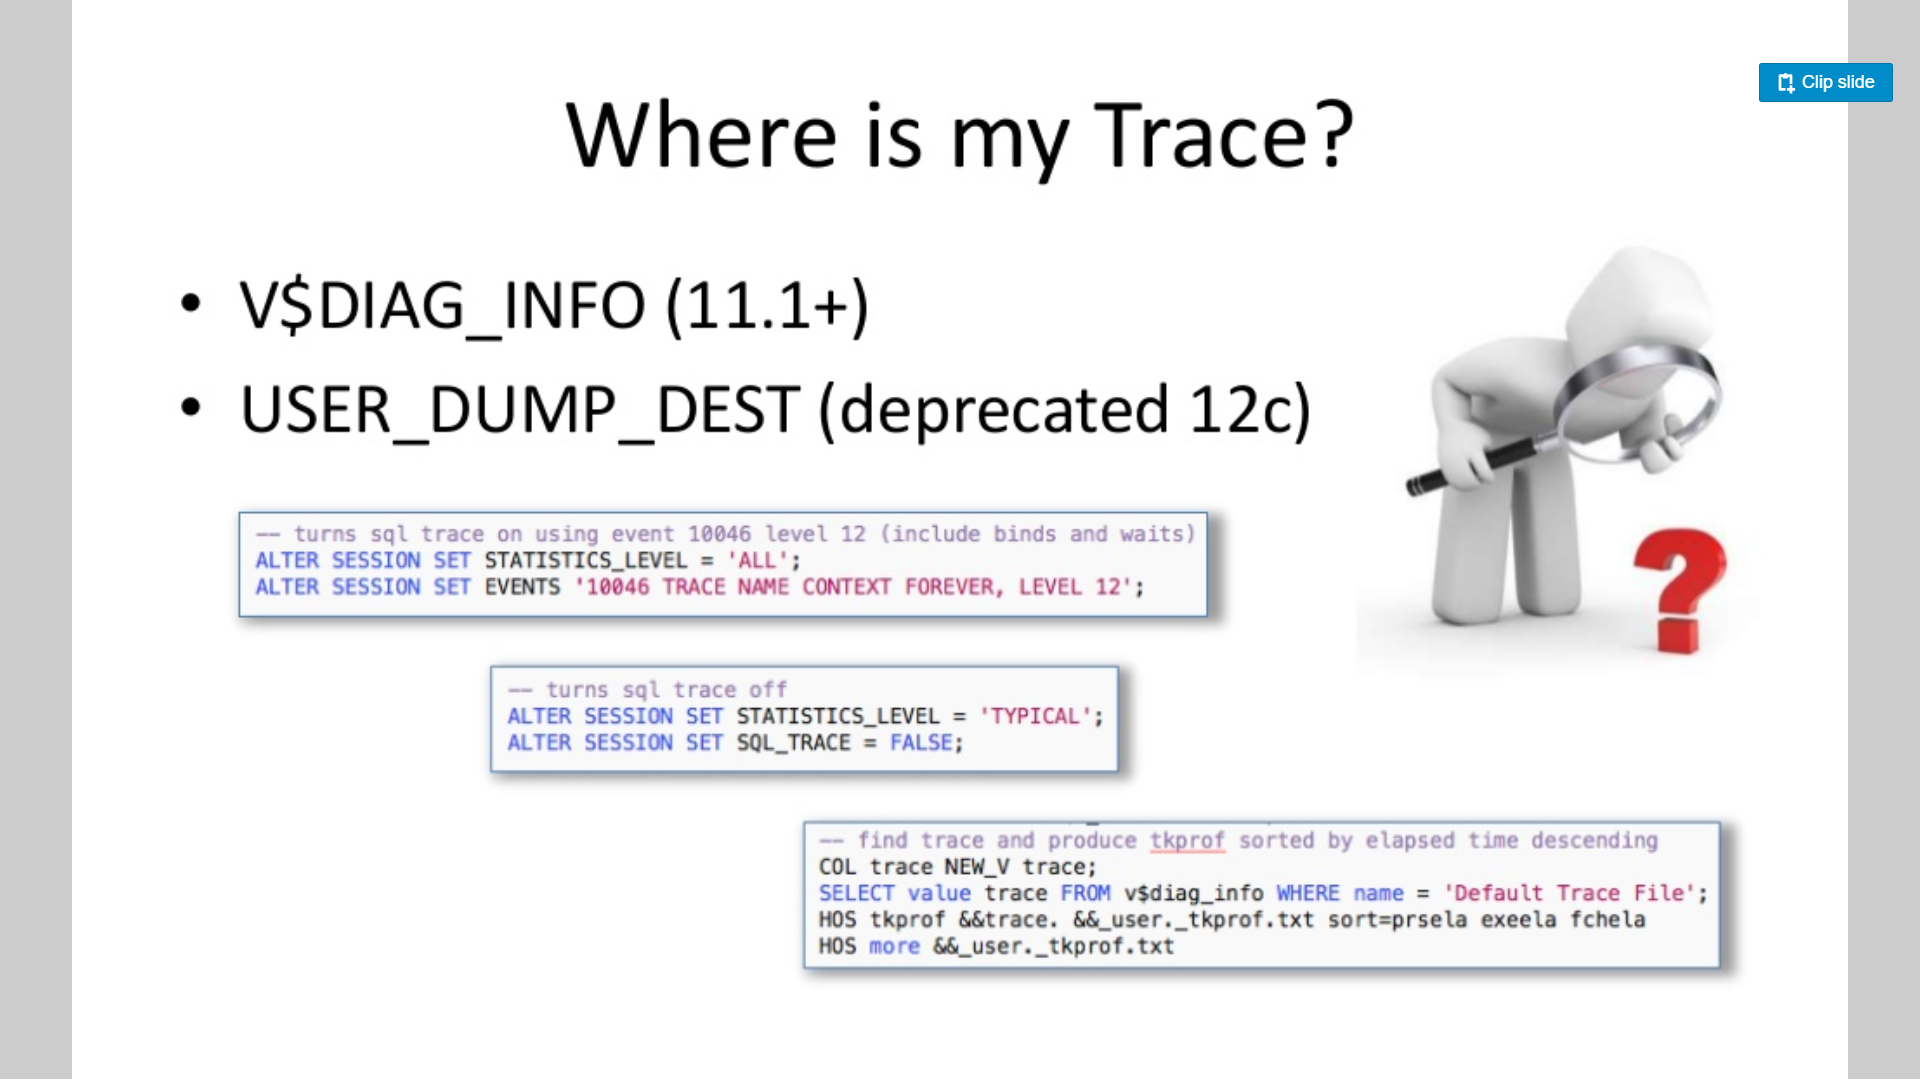 Clip slide
Where is my Trace?
• V$DIAG_INFO (11.1+)
• USER_DUMP_DEST (deprecated 12c)
-- turns sql trace on using event 10046 level 12 (include binds and waits)
ALTER SESSION SET STATISTICS_LEVEL = 'ALL';
ALTER SESSION SET EVENTS '10046 TRACE NAME CONTEXT FOREVER, LEVEL 12';
-- turns sql trace off
ALTER SESSION SET STATISTICS_LEVEL = 'TYPICAL';
ALTER SESSION SET SQL_TRACE = FALSE;
-- find trace and produce tkprof sorted by elapsed time descending
COL trace NEW_V trace;
SELECT value trace FROM v$diag_info WHERE name = 'Default Trace File';
HOS tkprof &&trace. &&_user._tkprof.txt sort=prsela exeela fchela
HOS more &&_user._tkprof.txt